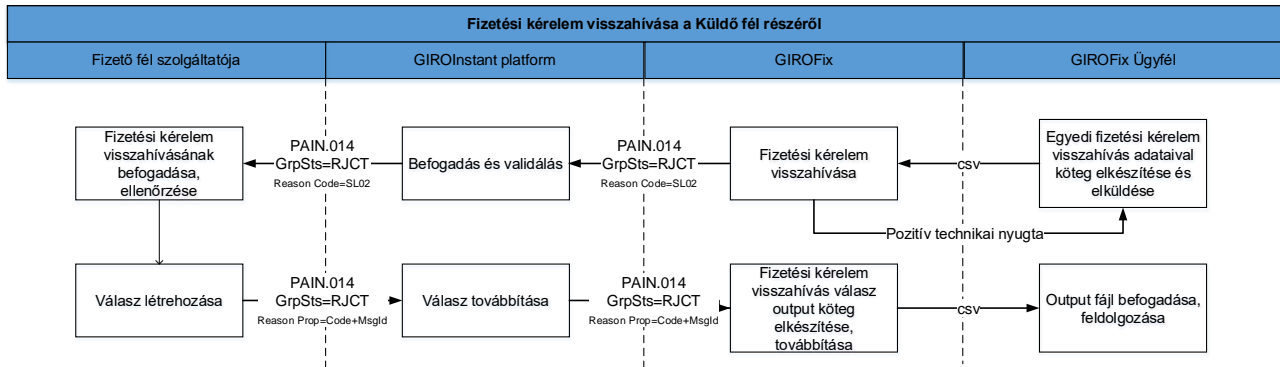 Fizetési kérelem visszahívása a Küldő fél részéről
Fizető fél szolgáltatója
GIROInstant platform
GIROFix
GIROFix Ügyfél
Fizetési kérelem
visszahívásának
befogadása,
ellenőrzése
PAIN.014
GrpSts=RJCT
Reason Code=SL02
Befogadás és validálás
PAIN.014
GrpSts=RJCT
Reason Code=SL02
Fizetési kérelem
visszahívása
csv
Egyedi fizetési kérelem
visszahívás adataival
köteg elkészítése és
elküldése
Pozitív technikai nyugta
Válasz létrehozása
PAIN.014
GrpSts=RJCT
Reason Prop=Code+MsgId
Válasz továbbítása
PAIN.014
GrpSts=RJCT
Reason Prop=Code+MsgId
Fizetési kérelem
visszahívás válasz
output köteg
elkészítése,
továbbítása
csv
Output fájl befogadása,
feldolgozása